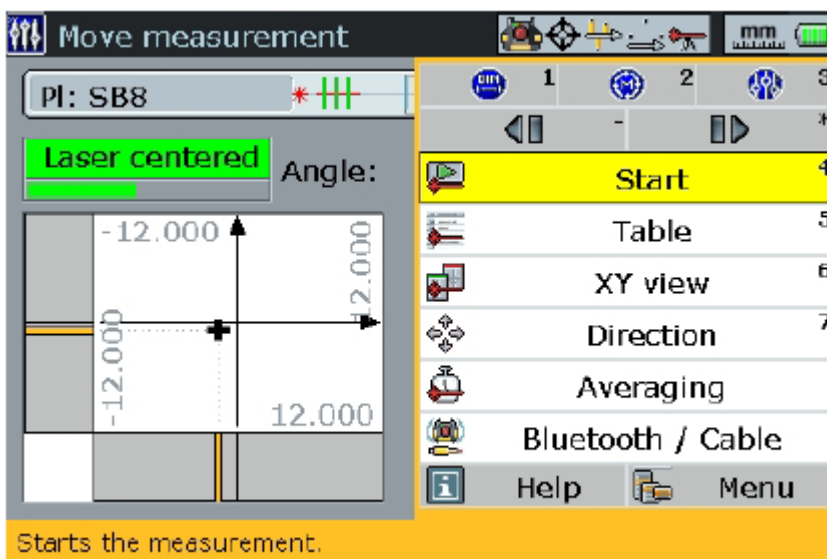 Move measurement
mm
Pl: SB8
1 2 3
- *
Laser centered
Angle:
Start 4
Table 5
XY view 6
Direction 7
Averaging
Bluetooth / Cable
Help Menu
-12.000
12.000
-12.000
12.000
Starts the measurement.